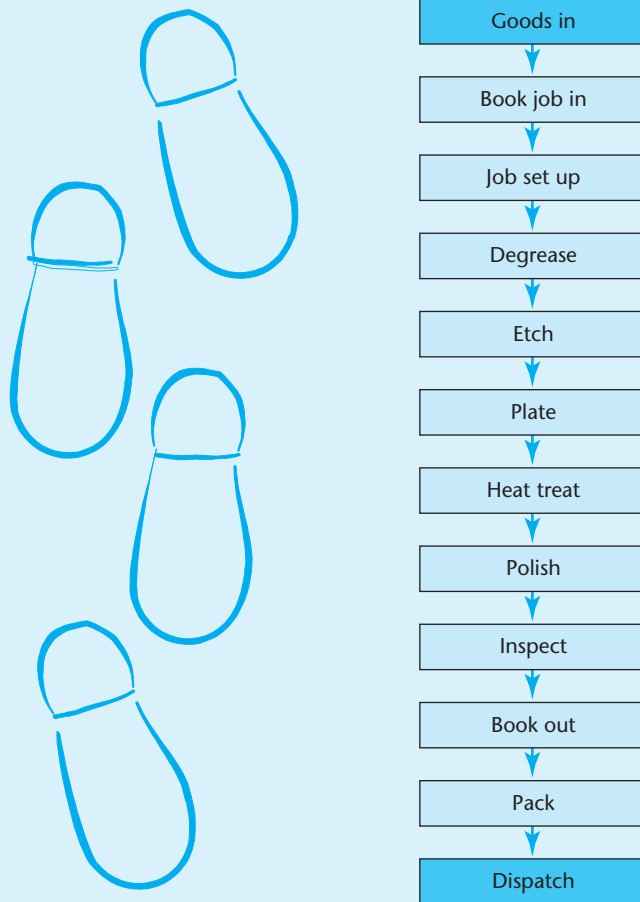 Goods in
Book job in
Job set up
Degrease
Etch
Plate
Heat treat
Polish
Inspect
Book out
Pack
Dispatch